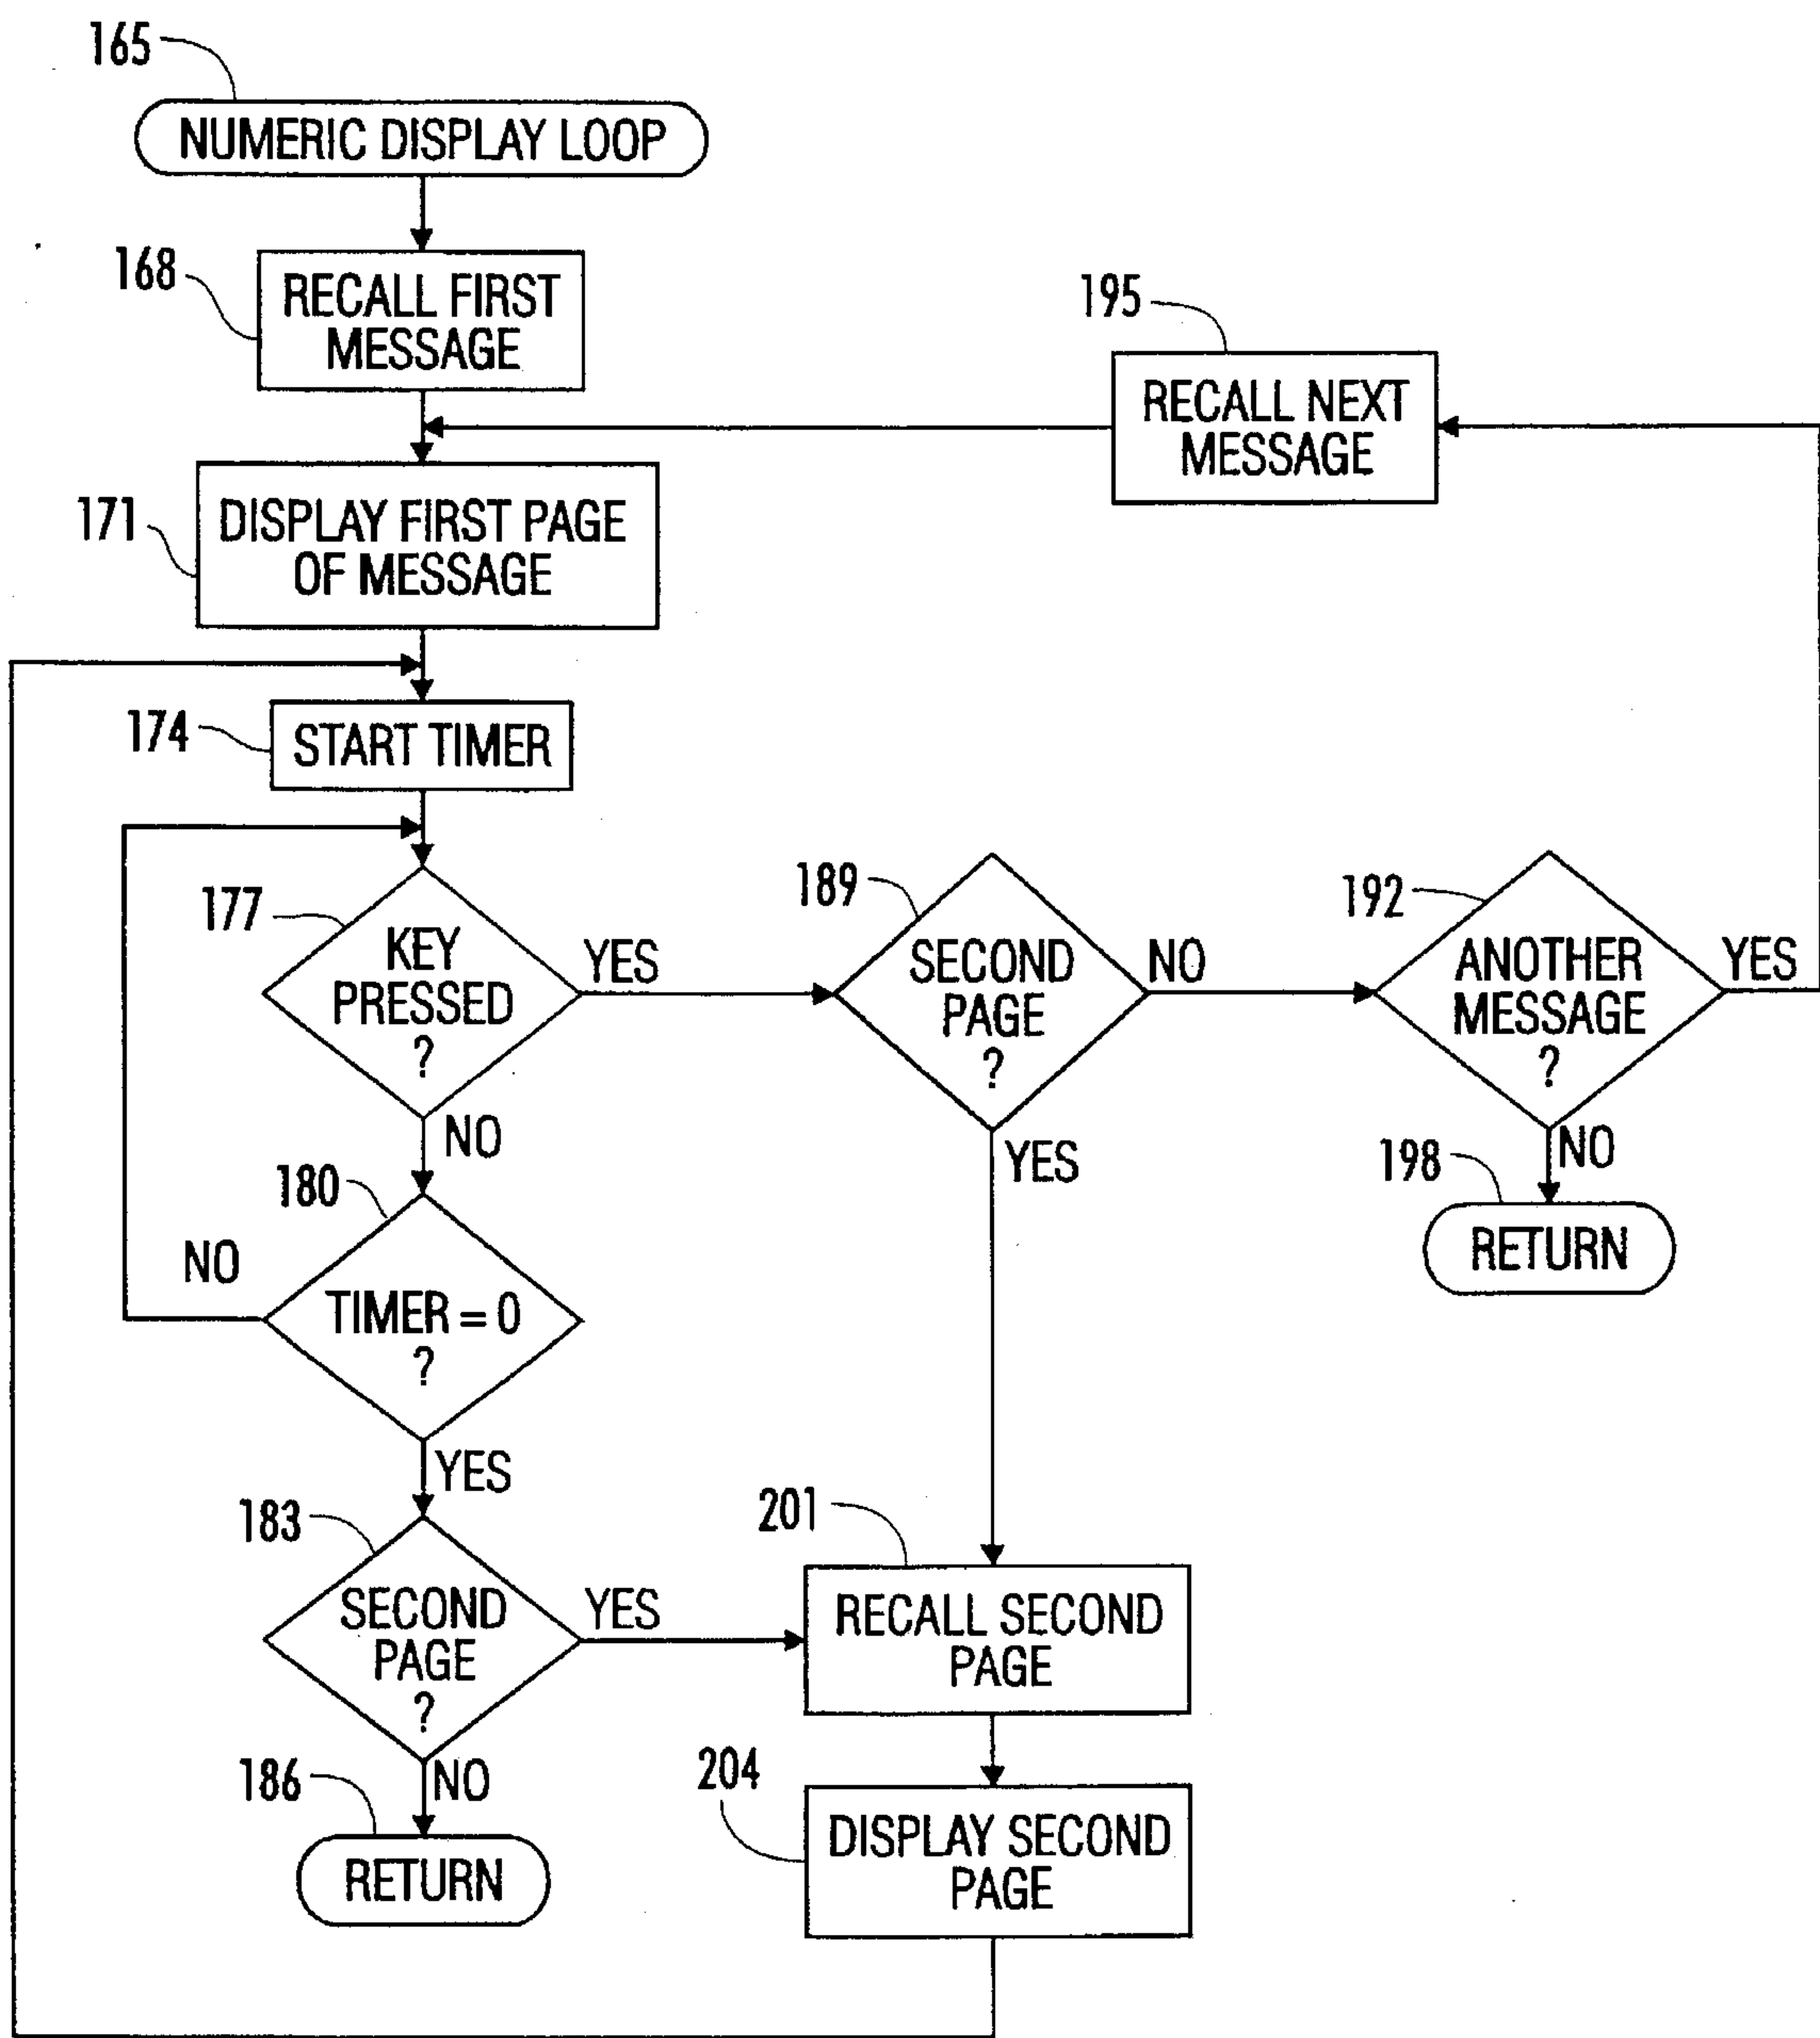 165
NUMERIC DISPLAY LOOP
168
RECALL FIRST
MESSAGE
195
RECALL NEXT
MESSAGE
171
DISPLAY FIRST PAGE
OF MESSAGE
174
START TIMER
177
KEY
PRESSED
?
YES
NO
189
SECOND
PAGE
?
NO
YES
192
ANOTHER
MESSAGE
?
YES
NO
198
RETURN
180
TIMER = 0
?
NO
YES
183
SECOND
PAGE
?
YES
NO
186
RETURN
201
RECALL SECOND
PAGE
204
DISPLAY SECOND
PAGE